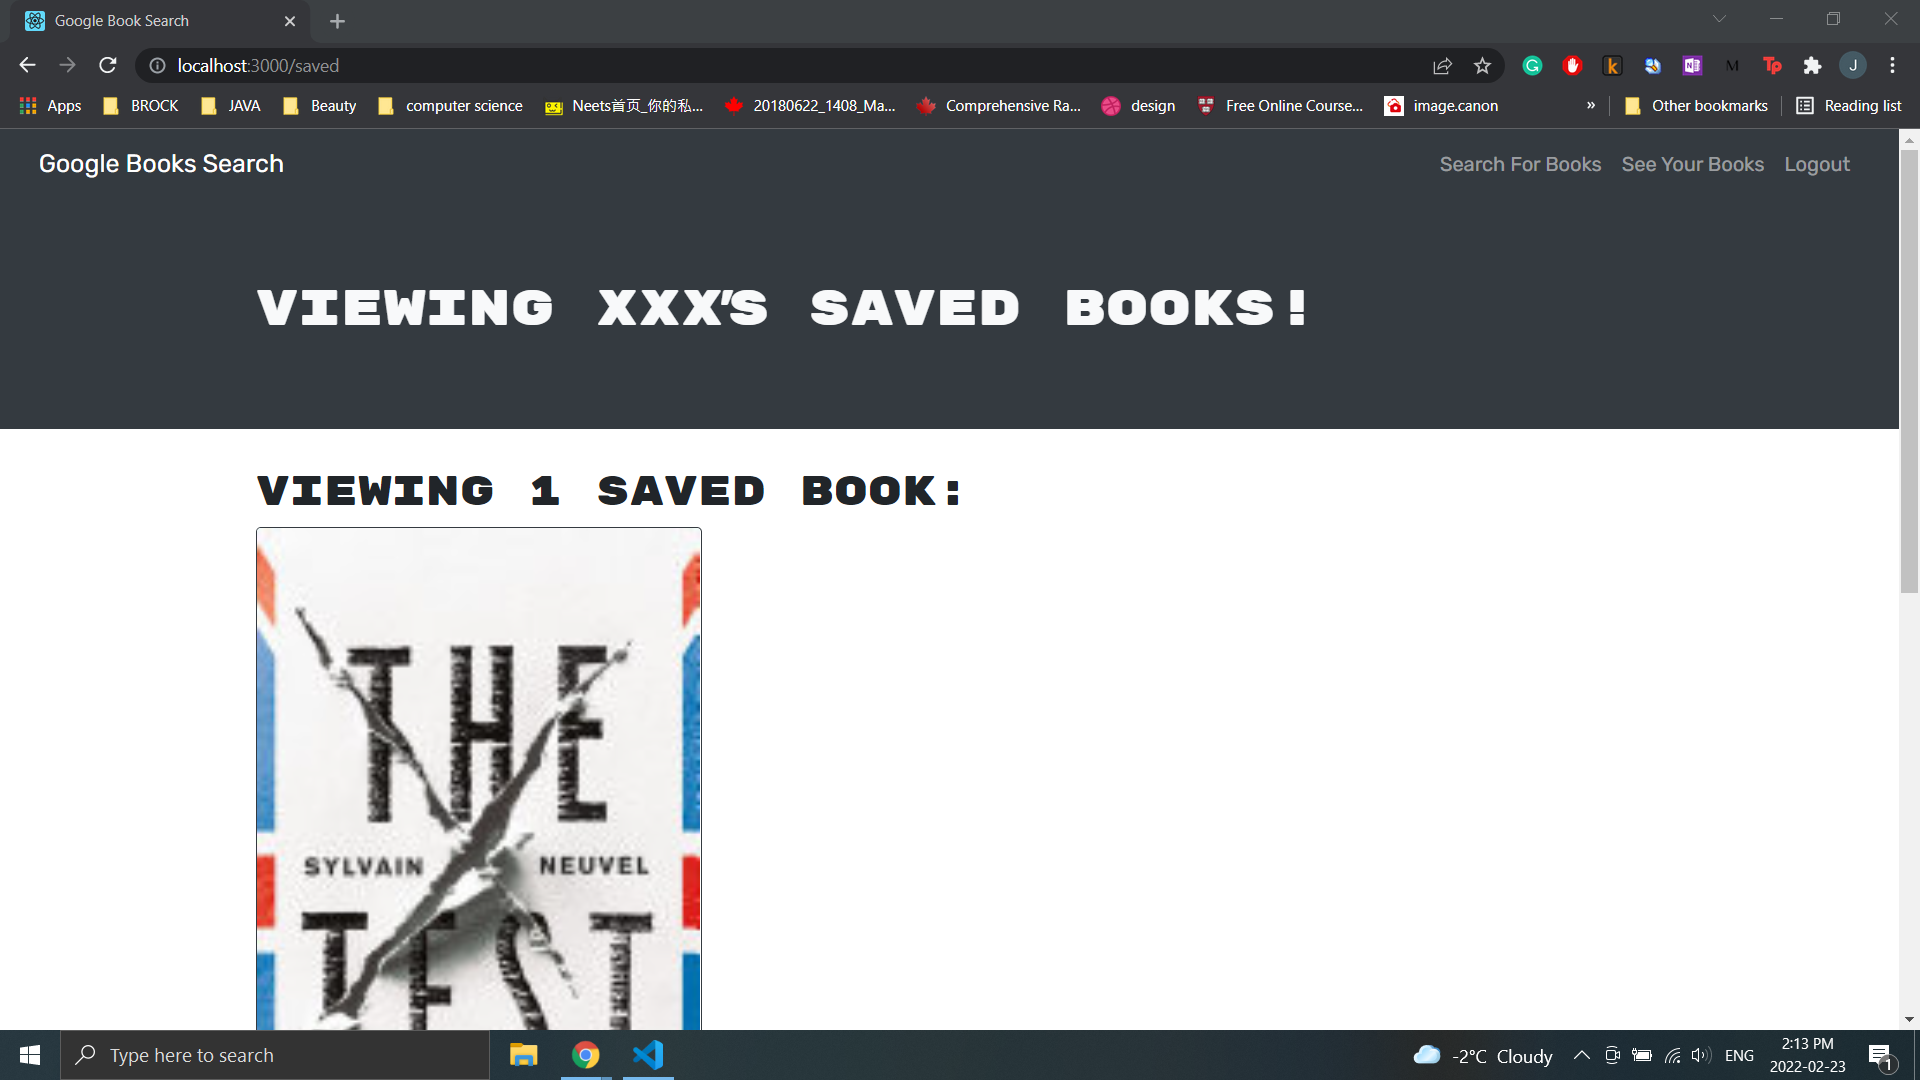 Google Book Search
localhost:3000/saved
Apps BROCK JAVA Beauty computer science Neets首页_你的私... 20180622_1408_Ma... Comprehensive Ra... design Free Online Course... image.canon » Other bookmarks Reading list
Google Books Search Search For Books See Your Books Logout
VIEWING XXX'S SAVED BOOKS!
VIEWING 1 SAVED BOOK:
THE
SYLVAIN NEUVEL
TEST
Type here to search -2°C Cloudy ENG 2:13 PM
2022-02-23
1